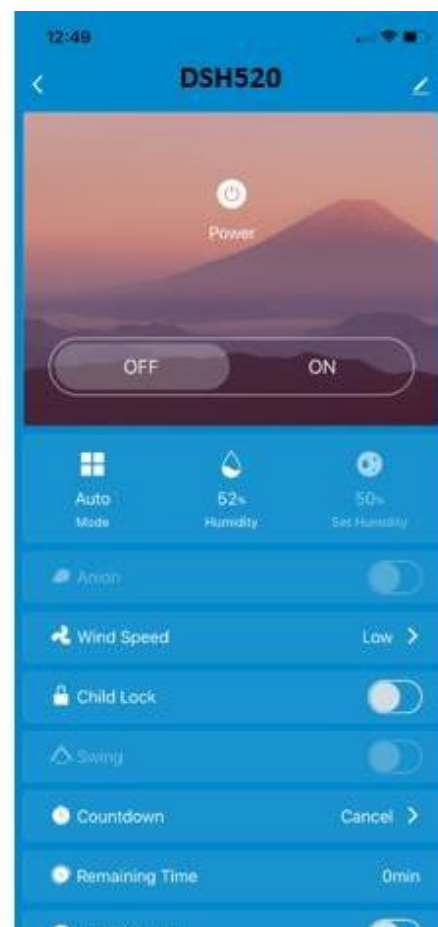 12:49
DSH520
Power
OFF ON
Auto 52% 50%
Mode Humidity Set Humidity
Anion
Wind Speed Low
Child Lock
Swing
Countdown Cancel
Remaining Time 0min